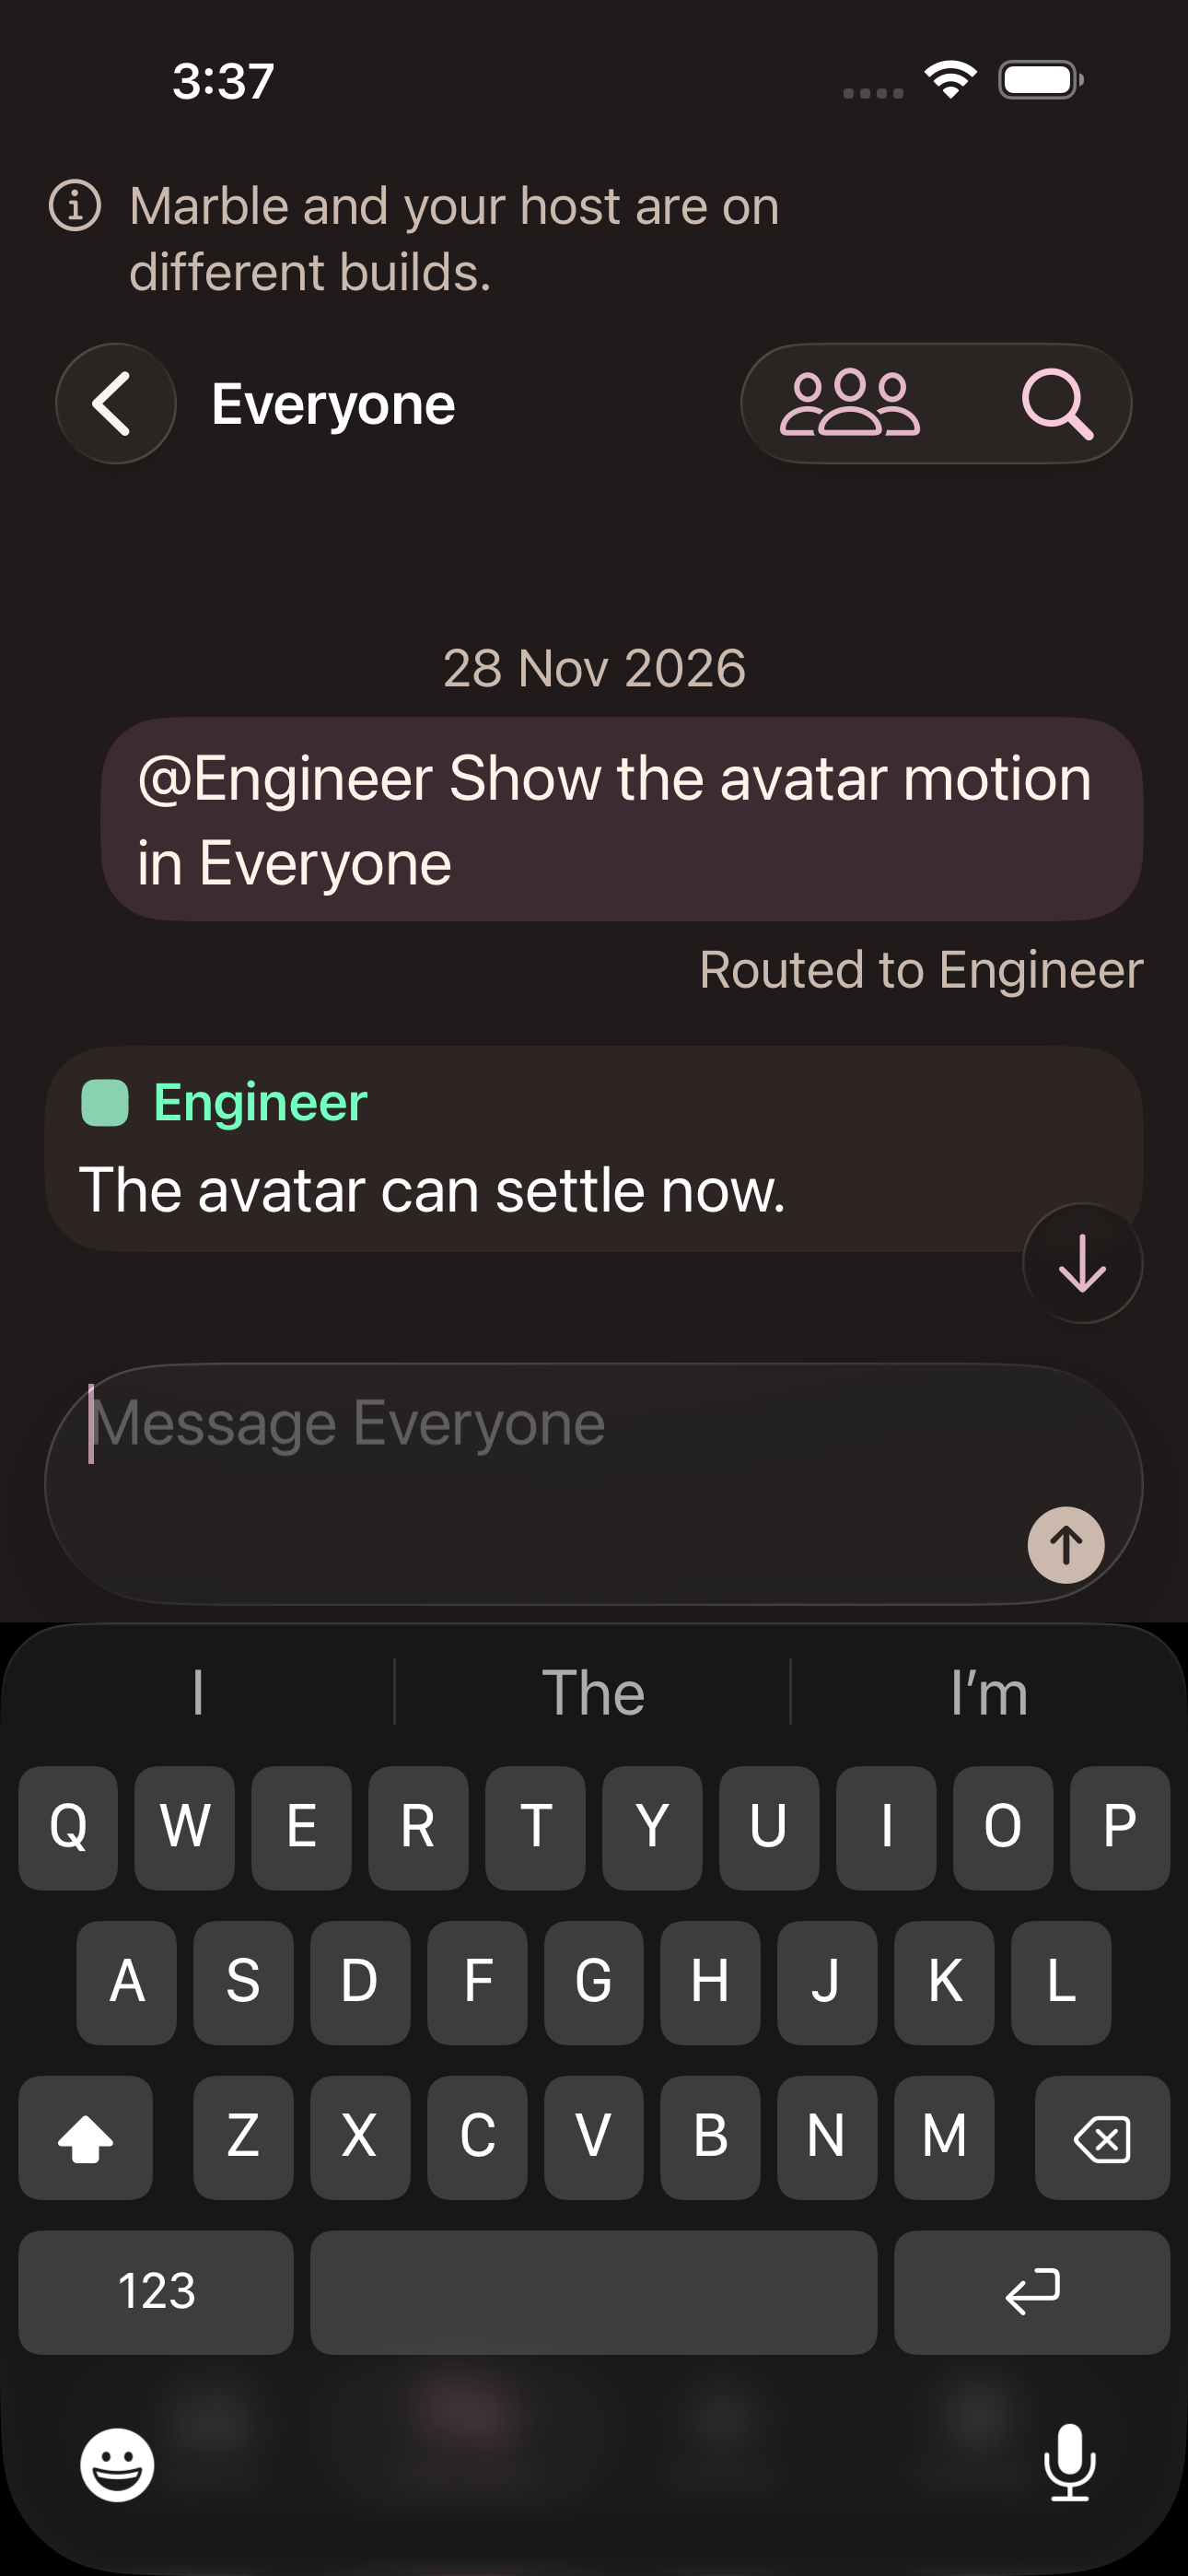 3:37
Marble and your host are on
different builds.
Everyone
28 Nov 2026
@Engineer Show the avatar motion
in Everyone
Routed to Engineer
Engineer
The avatar can settle now.
Message Everyone
I The I’m
Q W E R T Y U I O P
A S D F G H J K L
Z X C V B N M
123